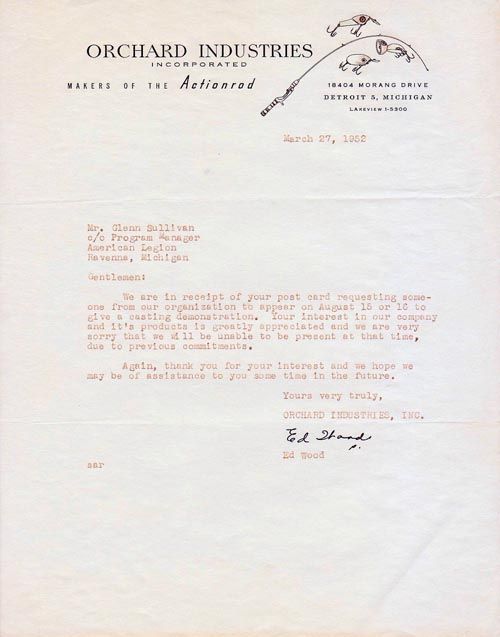 ORCHARD INDUSTRIES
INCORPORATED
MAKERS OF THE Actionrod
18404 MORANG DRIVE
DETROIT 5, MICHIGAN
LAKEVIEW 1-5300
March 27, 1952
Mr. Glenn Sullivan
c/o Program Manager
American Legion
Ravenna, Michigan
Gentlemen:
We are in receipt of your post card requesting some-
one from our organization to appear on August 15 or 16 to
give a casting demonstration. Your interest in our company
and it's products is greatly appreciated and we are very
sorry that we will be unable to be present at that time,
due to previous commitments.
Again, thank you for your interest and we hope we
may be of assistance to you some time in the future.
Yours very truly,
ORCHARD INDUSTRIES, INC.
Ed Wood
Ed Wood
sar